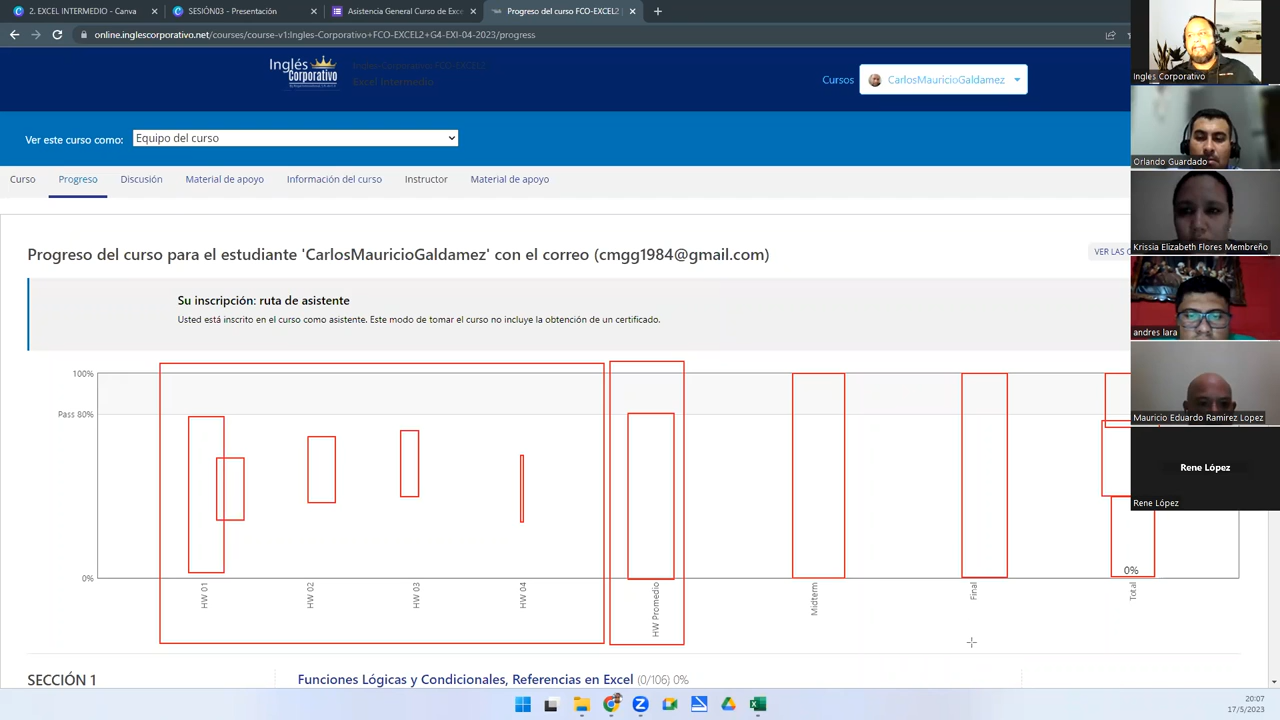 2. EXCEL INTERMEDIO - Canva
SESIÓN03 - Presentación
Asistencia General Curso de Exce
Progreso del curso FCO-EXCEL2
online.inglescorporativo.net/courses/course-v1:Ingles-Corporativo+FCO-EXCEL2+G4-EXI-04-2023/
Inglés
Corporativo
Excel Intermedio
Cursos
CarlosMauricioGaldamez
Ver este curso como:
Equipo del curso
Curso
Progreso
Discusión
Material de apoyo
Información del curso
de apoyo
Progreso del curso para el estudiante 'CarlosMauricioGaldamez' con el correo (cmgg1984@gmail.com)
VER LAS
Su inscripción: ruta de asistente
Usted está inscrito en el curso como asistente. Este modo de tomar el curso no incluye la obtención de un certificado.
100%
Pass 80%
0%
0%
HW 01
HW 02
HW 03
HW 04
HW Promedio
Midterm
Final
Total
SECCIÓN 1
Funciones Lógicas y Condicionales, Referencias en Excel (0/106) 0%
Ingles Corporativo
Orlando Guardado
Krissia Elizabeth Flores Membreño
andres lara
Mauricio Eduardo Ramirez Lopez
Rene López
Rene López
20:07
17/5/2023